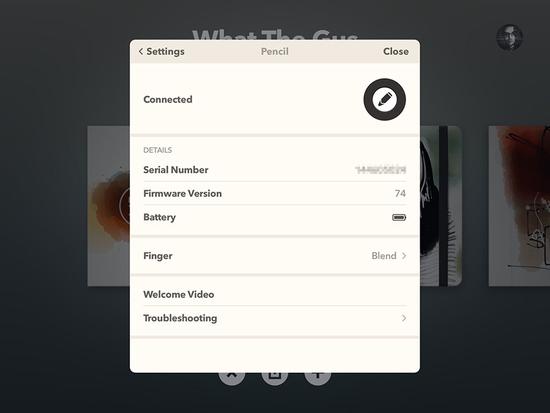 What The Gus
Settings
Pencil
Close
Connected
DETAILS
Serial Number
Firmware Version
74
Battery
Finger
Blend
Welcome Video
Troubleshooting